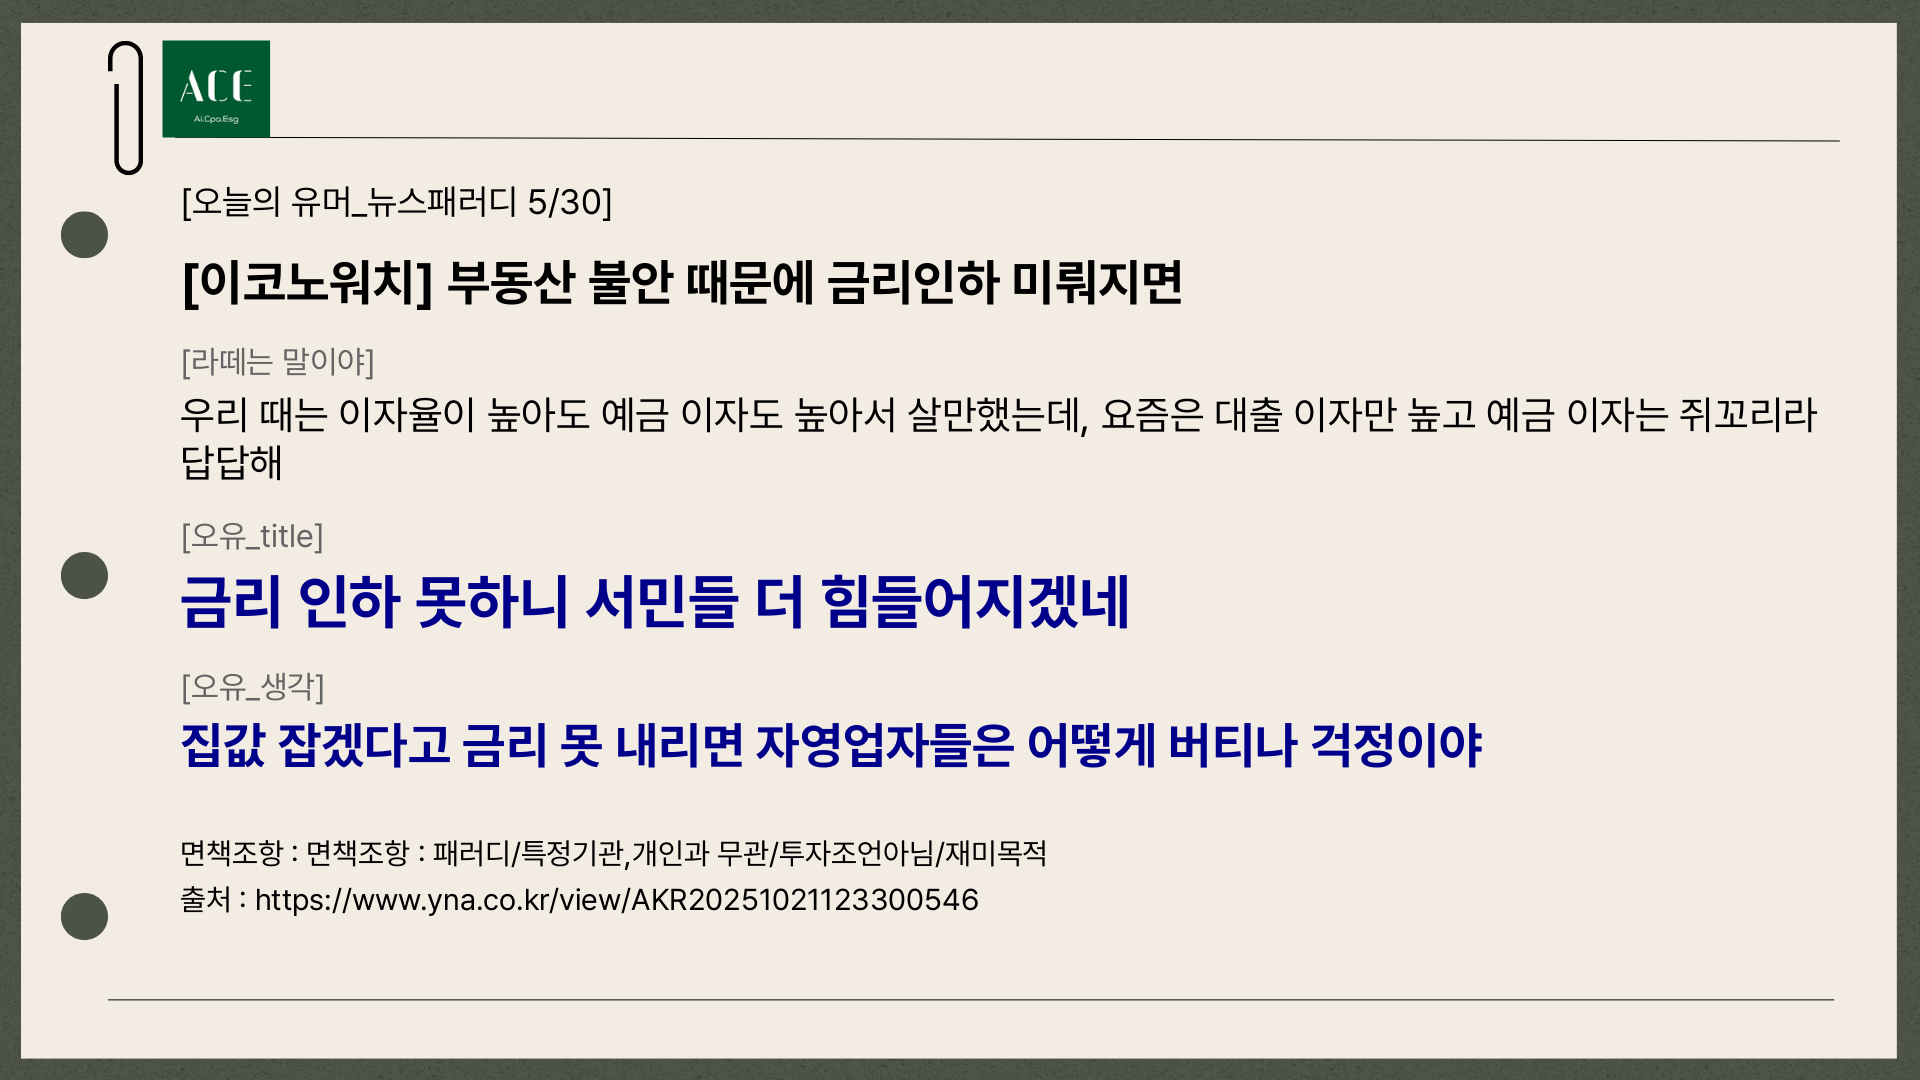 ACE
Ai.Cpa.Esg
[오늘의 유머_뉴스패러디 5/30]
[이코노워치] 부동산 불안 때문에 금리인하 미뤄지면
[라떼는 말이야]
우리 때는 이자율이 높아도 예금 이자도 높아서 살만했는데, 요즘은 대출 이자만 높고 예금 이자는 쥐꼬리라
답답해
[오유_title]
금리 인하 못하니 서민들 더 힘들어지겠네
[오유_생각]
집값 잡겠다고 금리 못 내리면 자영업자들은 어떻게 버티나 걱정이야
면책조항 : 면책조항 : 패러디/특정기관,개인과 무관/투자조언아님/재미목적
출처 : https://www.yna.co.kr/view/AKR20251021123300546